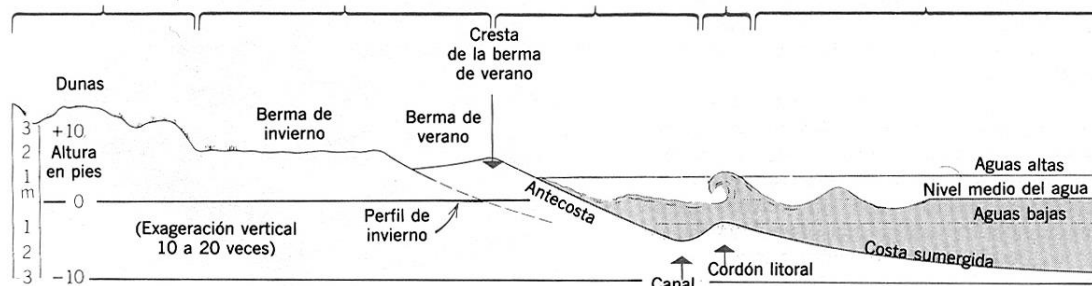 Cresta
de la berma
de verano
Dunas
Berma de
invierno
Berma de
verano
3
+10
2
Altura
1
en pies
m
0
1
2
3
-10
(Exageración vertical
10 a 20 veces)
Perfil de
invierno
Antecosta
Aguas altas
Nivel medio del agua
Aguas bajas
Costa sumergida
Cordón litoral
Canal